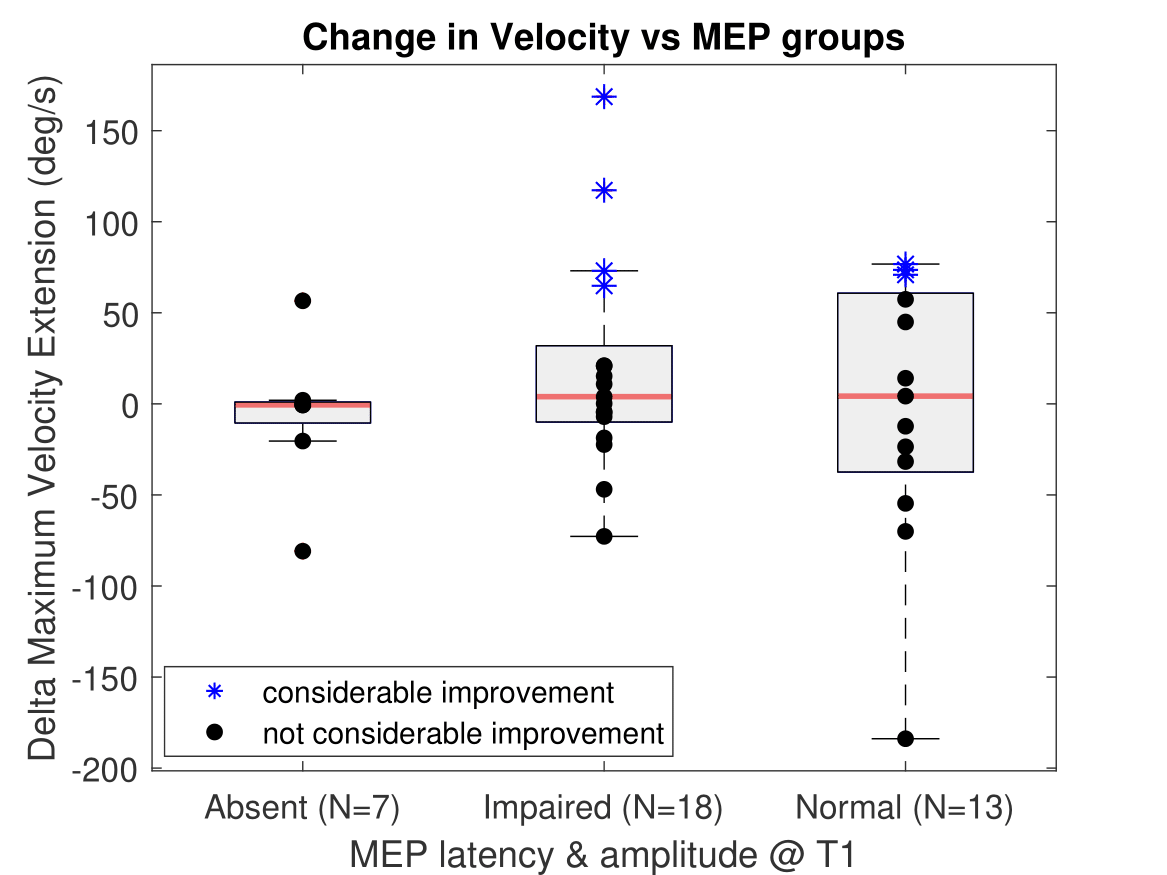 Change in Velocity vs MEP groups
Delta Maximum Velocity Extension (deg/s)
150
100
50
0
-50
-100
-150
-200
considerable improvement
not considerable improvement
Absent (N=7)
Impaired (N=18)
Normal (N=13)
MEP latency & amplitude @ T1